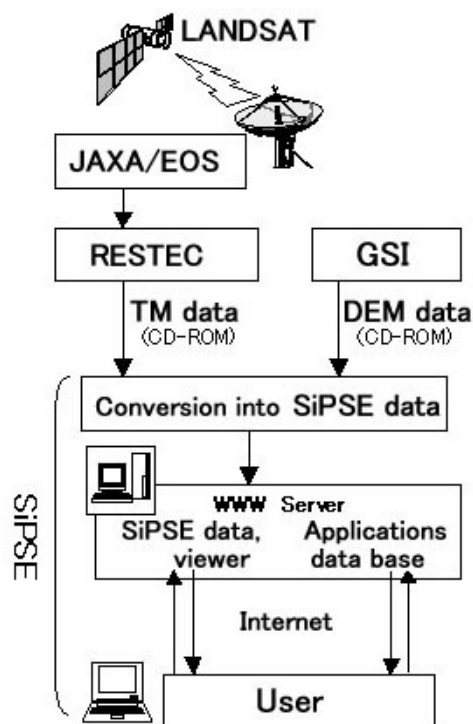 LANDSAT
JAXA/EOS
RESTEC
GSI
TM data
(CD-ROM)
DEM data
(CD-ROM)
Conversion into SiPSE data
SiPSE
WWW Server
SiPSE data,
viewer
Applications
data base
Internet
User